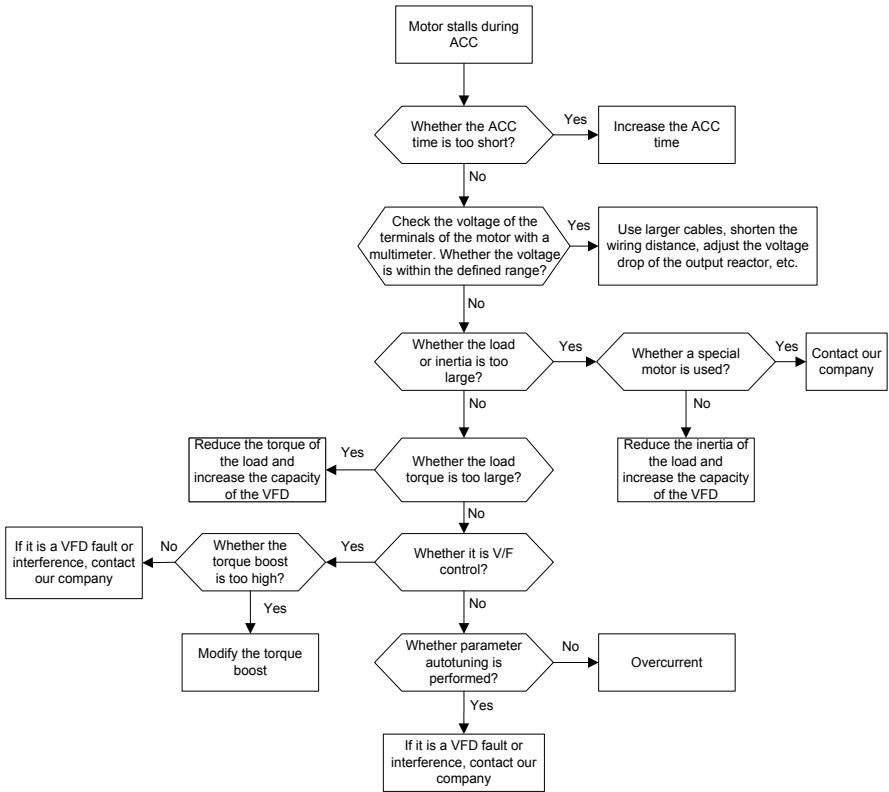 Motor stalls during
ACC
Whether the ACC
time is too short?
Yes
Increase the ACC
time
No
Check the voltage of the
terminals of the motor with a
multimeter. Whether the voltage
is within the defined range?
Yes
Use larger cables, shorten the
wiring distance, adjust the voltage
drop of the output reactor, etc.
No
Whether the load
or inertia is too
large?
Yes
Whether a special
motor is used?
Yes
Contact our
company
No
No
Reduce the inertia of
the load and
increase the capacity
of the VFD
Whether the load
torque is too large?
Yes
Reduce the torque of
the load and
increase the capacity
of the VFD
No
Whether it is V/F
control?
Yes
Whether the
torque boost
is too high?
No
If it is a VFD fault or
interference, contact
our company
Yes
Modify the torque
boost
No
Whether parameter
autotuning is
performed?
No
Overcurrent
Yes
If it is a VFD fault or
interference, contact our
company